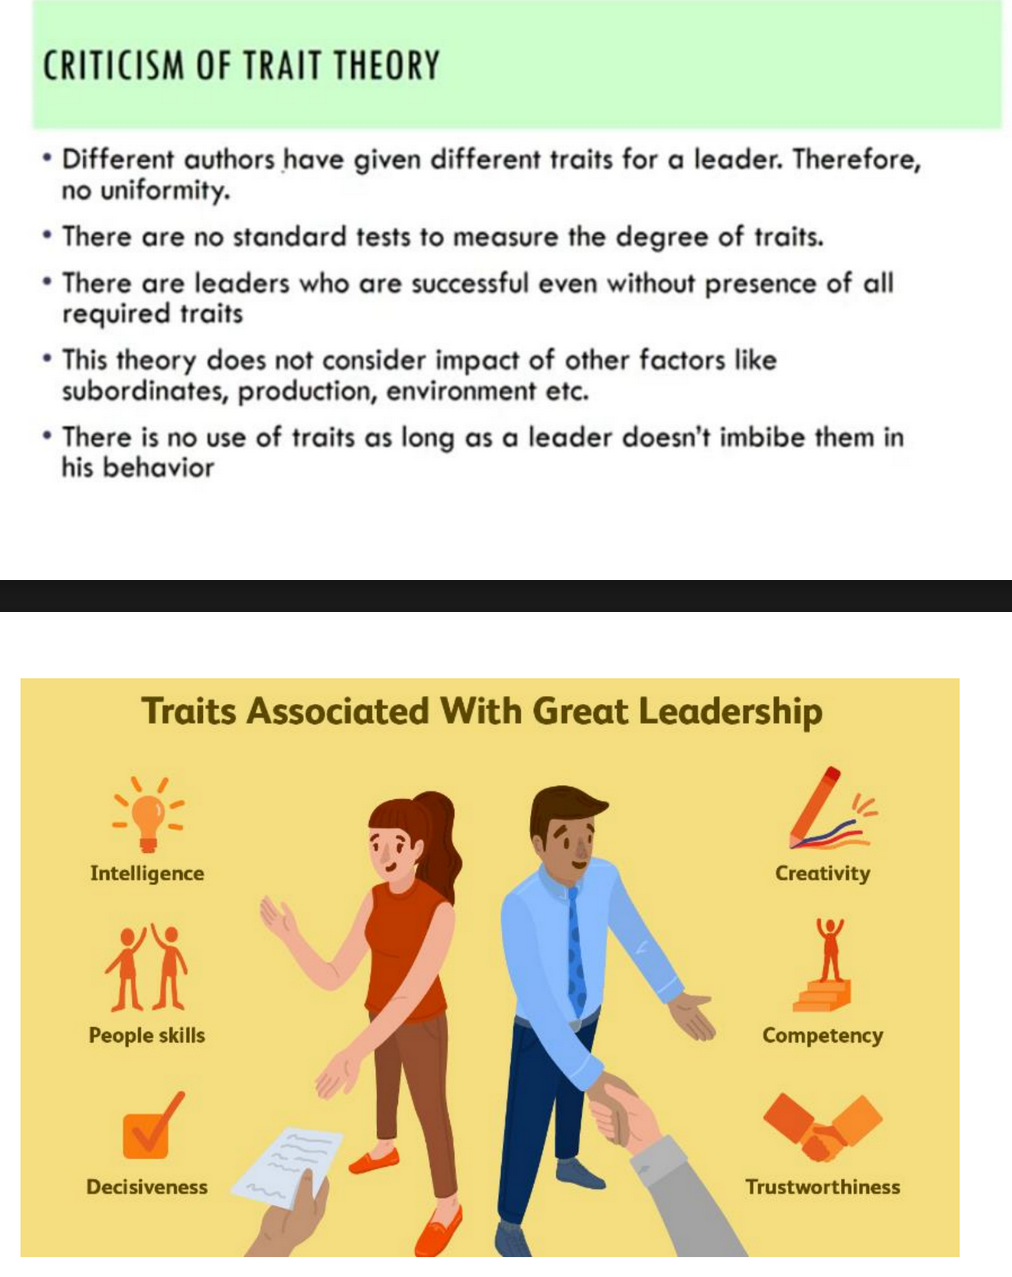 CRITICISM OF TRAIT THEORY
• Different authors have given different traits for a leader. Therefore,
no uniformity.
• There are no standard tests to measure the degree of traits.
• There are leaders who are successful even without presence of all
required traits
• This theory does not consider impact of other factors like
subordinates, production, environment etc.
• There is no use of traits as long as a leader doesn't imbibe them in
his behavior
Traits Associated With Great Leadership
Intelligence
Creativity
People skills
Competency
Decisiveness
Trustworthiness